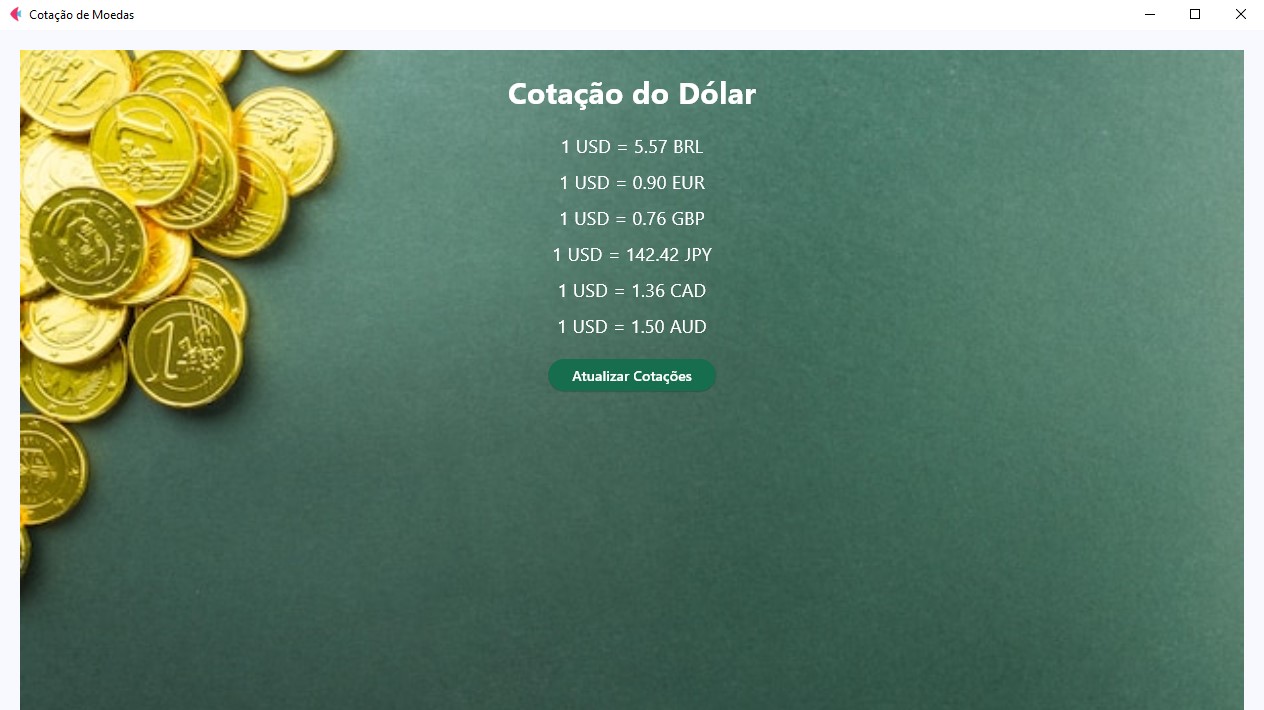 Cotação de Moedas
Cotação do Dólar
1 USD = 5.57 BRL
1 USD = 0.90 EUR
1 USD = 0.76 GBP
1 USD = 142.42 JPY
1 USD = 1.36 CAD
1 USD = 1.50 AUD
Atualizar Cotações